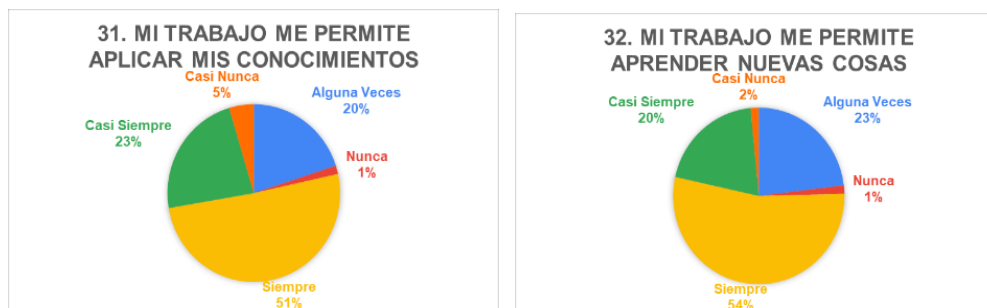 31. MI TRABAJO ME PERMITE
APLICAR MIS CONOCIMIENTOS
Casi Nunca
5%
Alguna Veces
20%
Casi Siempre
23%
Nunca
1%
Siempre
51%
32. MI TRABAJO ME PERMITE
APRENDER NUEVAS COSAS
Casi Nunca
2%
Casi Siempre
20%
Alguna Veces
23%
Nunca
1%
Siempre
54%